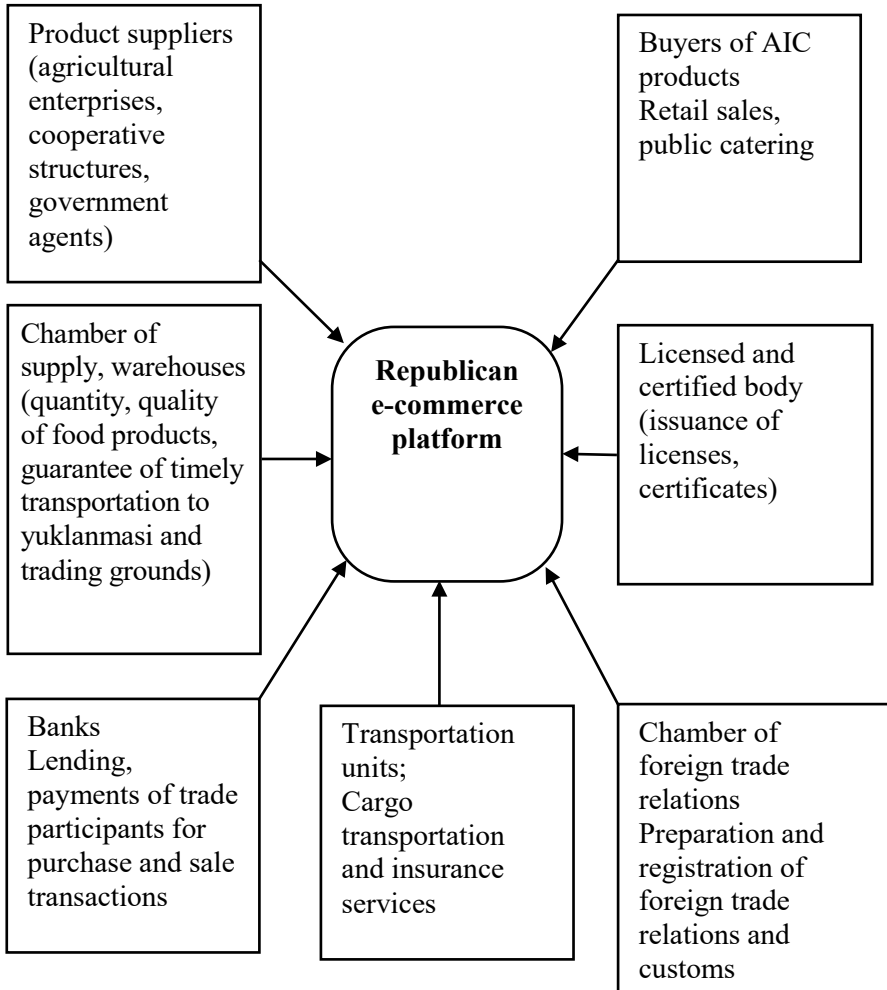 Product suppliers
(agricultural
enterprises,
cooperative
structures,
government
agents)
Buyers of AIC
products
Retail sales,
public catering
Chamber of
supply, warehouses
(quantity, quality
of food products,
guarantee of timely
transportation to
yuklanmasi and
trading grounds)
Republican
e-commerce
platform
Licensed and
certified body
(issuance of
licenses,
certificates)
Banks
Lending,
payments of trade
participants for
purchase and sale
transactions
Transportation
units;
Cargo
transportation
and insurance
services
Chamber of
foreign trade
relations
Preparation and
registration of
foreign trade
relations and
customs